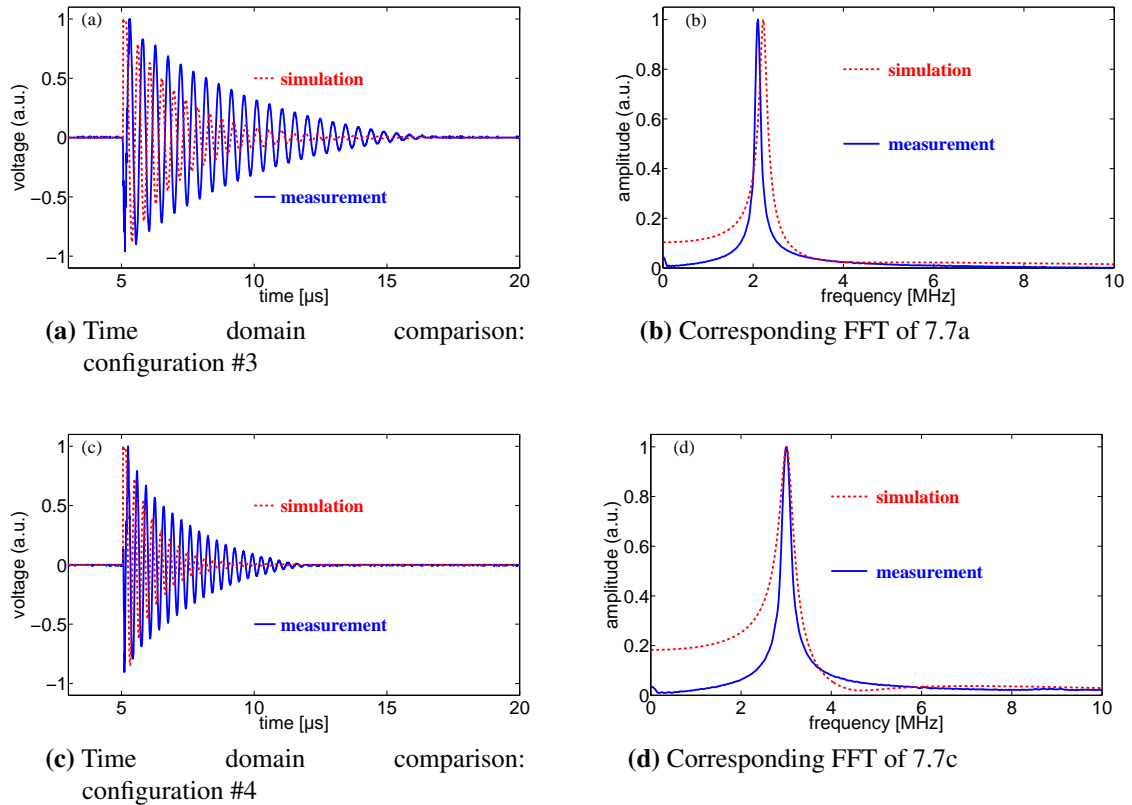 (a)
1
0.5
0
−0.5
−1
voltage (a.u.)
simulation
measurement
5 10 15 20
time [µs]
(b)
1
0.8
0.6
0.4
0.2
0
amplitude (a.u.)
simulation
measurement
0 2 4 6 8 10
frequency [MHz]
(a) Time domain comparison:
configuration #3
(b) Corresponding FFT of 7.7a
(c)
1
0.5
0
−0.5
−1
voltage (a.u.)
simulation
measurement
5 10 15 20
time [µs]
(d)
1
0.8
0.6
0.4
0.2
0
amplitude (a.u.)
simulation
measurement
0 2 4 6 8 10
frequency [MHz]
(c) Time domain comparison:
configuration #4
(d) Corresponding FFT of 7.7c